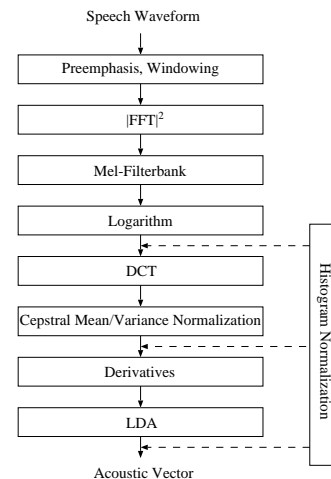 Speech Waveform
Preemphasis, Windowing
|FFT|²
Mel-Filterbank
Logarithm
DCT
Cepstral Mean/Variance Normalization
Derivatives
LDA
Acoustic Vector
Histogram Normalization